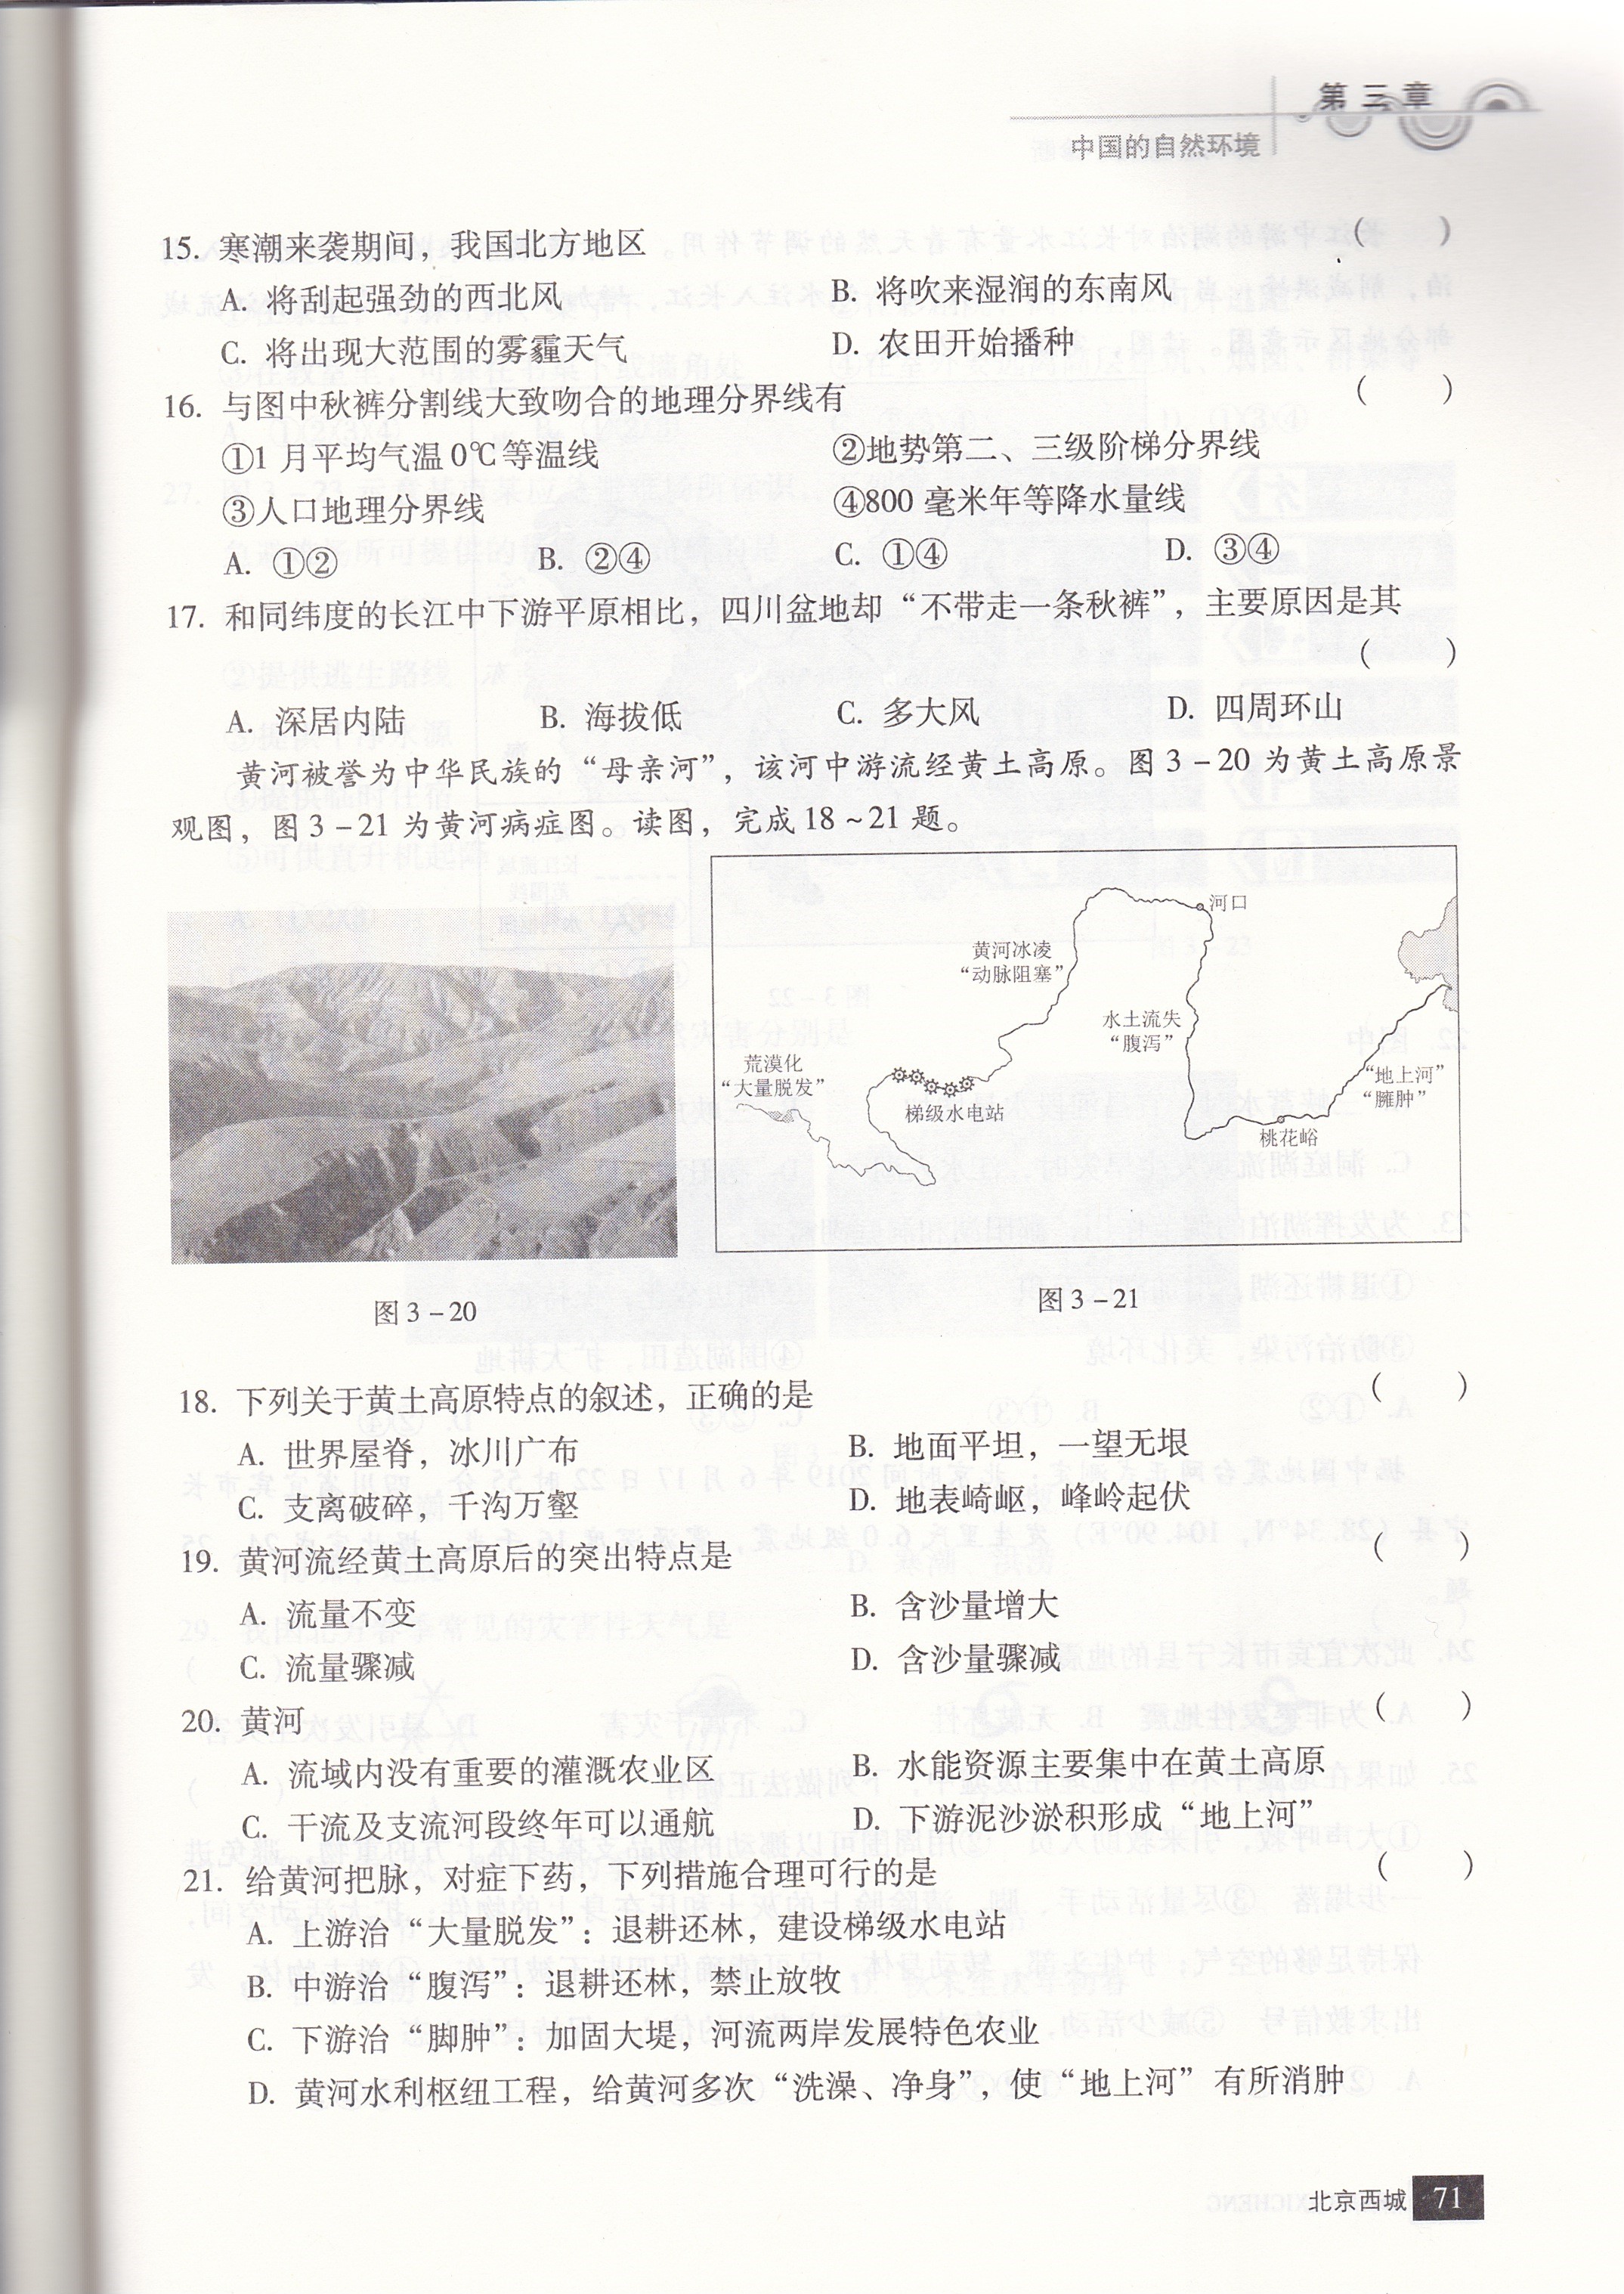 第三章
中国的自然环境
15. 寒潮来袭期间，我国北方地区 （ ）
A. 将刮起强劲的西北风 B. 将吹来湿润的东南风
C. 将出现大范围的雾霾天气 D. 农田开始播种
16. 与图中秋裤分割线大致吻合的地理分界线有 （ ）
①1月平均气温0℃等温线 ②地势第二、三级阶梯分界线
③人口地理分界线 ④800毫米年等降水量线
A. ①② B. ②④ C. ①④ D. ③④
17. 和同纬度的长江中下游平原相比，四川盆地却“不带走一条秋裤”，主要原因是其
（ ）
A. 深居内陆 B. 海拔低 C. 多大风 D. 四周环山
黄河被誉为中华民族的“母亲河”，该河中游流经黄土高原。图3-20为黄土高原景
观图，图3-21为黄河病症图。读图，完成18~21题。
河口
黄河冰凌
“动脉阻塞”
水土流失
“腹泻”
荒漠化
“大量脱发”
梯级水电站
“地上河”
“臃肿”
桃花峪
图3-20
图3-21
18. 下列关于黄土高原特点的叙述，正确的是 （ ）
A. 世界屋脊，冰川广布 B. 地面平坦，一望无垠
C. 支离破碎，千沟万壑 D. 地表崎岖，峰岭起伏
19. 黄河流经黄土高原后的突出特点是 （ ）
A. 流量不变 B. 含沙量增大
C. 流量骤减 D. 含沙量骤减
20. 黄河 （ ）
A. 流域内没有重要的灌溉农业区 B. 水能资源主要集中在黄土高原
C. 干流及支流河段终年可以通航 D. 下游泥沙淤积形成“地上河”
21. 给黄河把脉，对症下药，下列措施合理可行的是 （ ）
A. 上游治“大量脱发”：退耕还林，建设梯级水电站
B. 中游治“腹泻”：退耕还林，禁止放牧
C. 下游治“脚肿”：加固大堤，河流两岸发展特色农业
D. 黄河水利枢纽工程，给黄河多次“洗澡、净身”，使“地上河”有所消肿
北京西城 71